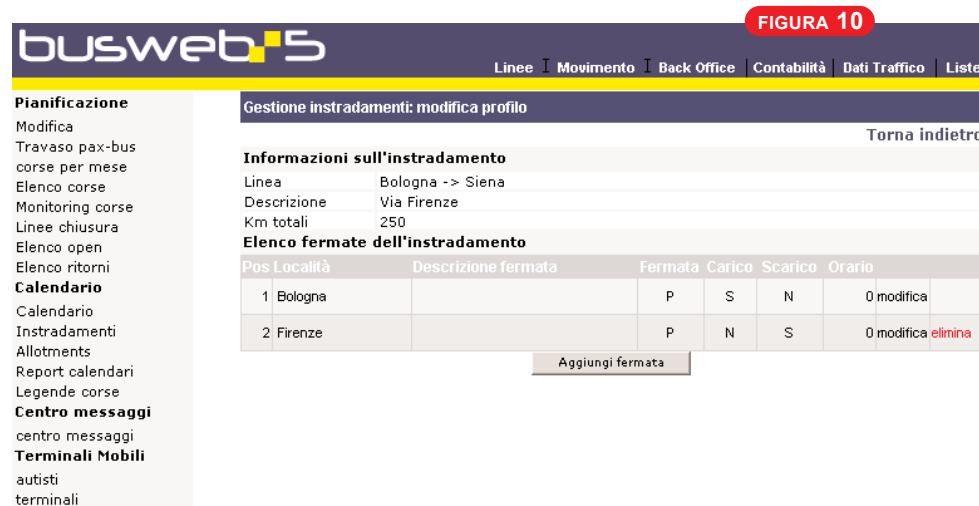 FIGURA 10
busweb 5
Linee Movimento Back Office Contabilità Dati Traffico Liste
Pianificazione
Modifica
Travaso pax-bus
corse per mese
Elenco corse
Monitoring corse
Linee chiusura
Elenco open
Elenco ritorni
Calendario
Calendario
Instradamenti
Allotments
Report calendari
Legende corse
Centro messaggi
centro messaggi
Terminali Mobili
autisti
terminali
Gestione instradamenti: modifica profilo
Torna indietro
Informazioni sull'instradamento
Linea Bologna -> Siena
Descrizione Via Firenze
Km totali 250
Elenco fermate dell'instradamento
Pos Località Descrizione fermata Fermata Carico Scarico Orario
1 Bologna P S N 0 modifica
2 Firenze P N S 0 modifica elimina
Aggiungi fermata